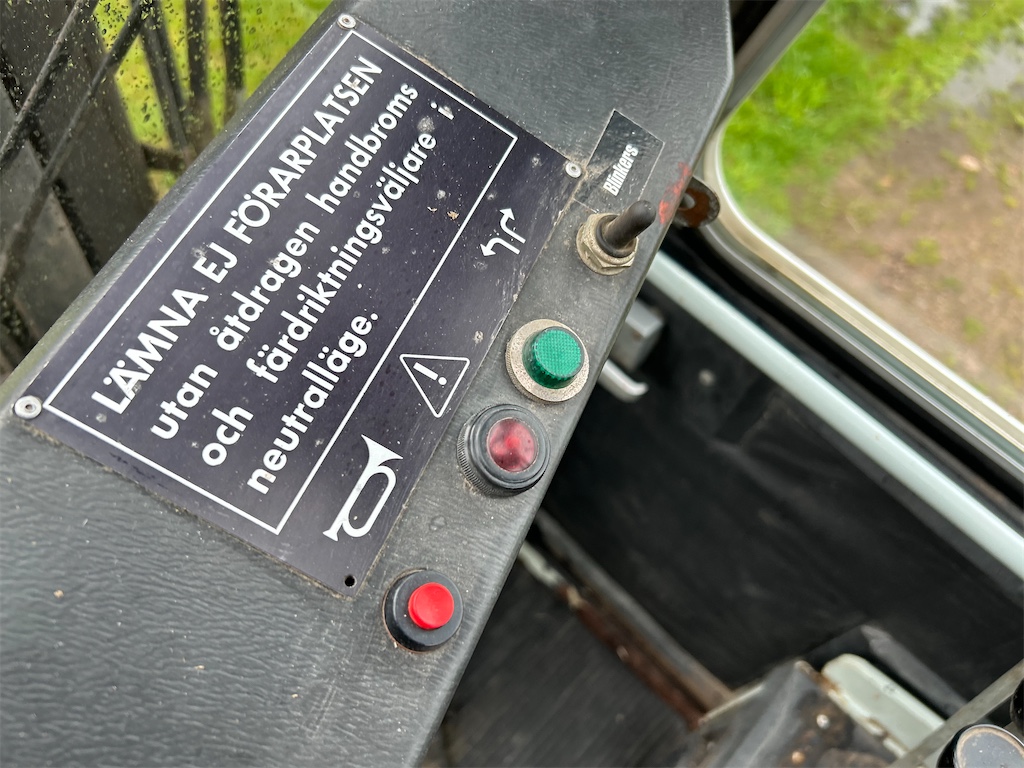 LÄMNA EJ FÖRARPLATSEN
utan åtdragen handbroms
och färdriktningsväljare i
neutralläge.
Blinkers